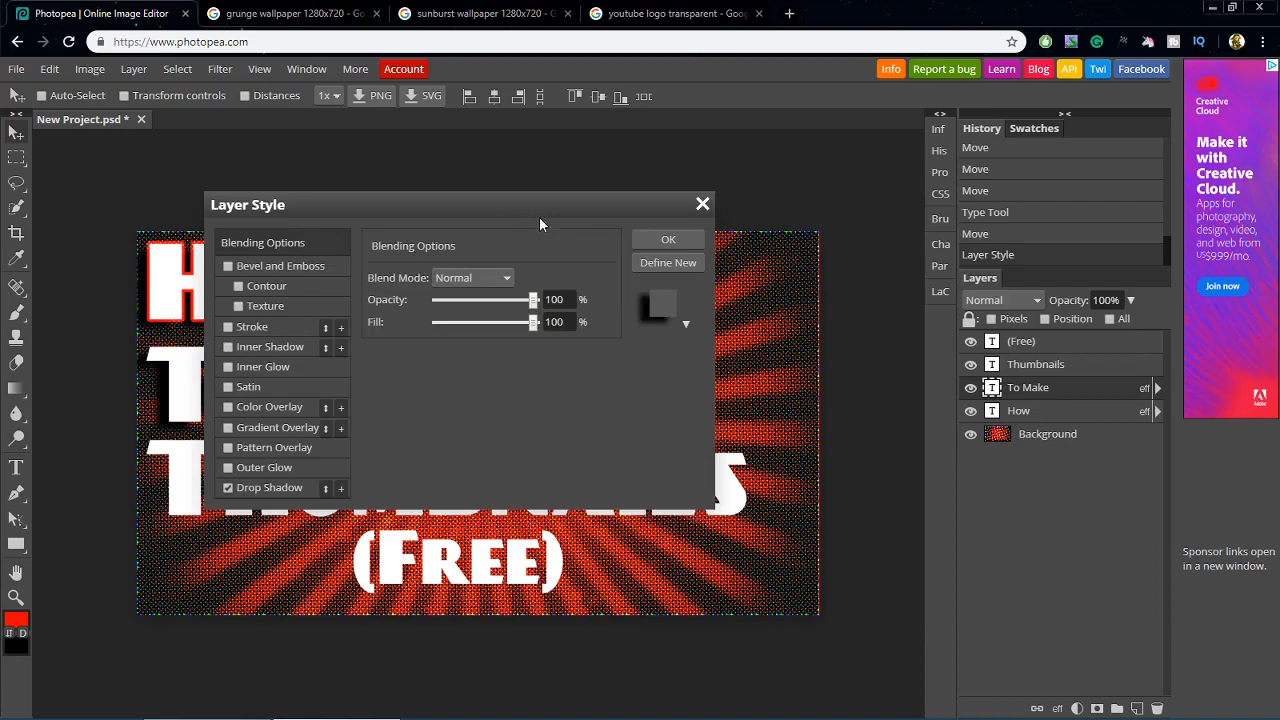 Photopea | Online Image Editor
grunge wallpaper 1280x720 - Go
sunburst wallpaper 1280x720 - G
youtube logo transparent - Goog
https://www.photopea.com
File Edit Image Layer Select Filter View Window More Account
Info Report a bug Learn Blog API Twi Facebook
Auto-Select Transform controls Distances 1x PNG SVG
New Project.psd *
Layer Style
Blending Options
Bevel and Emboss
Contour
Texture
Stroke
Inner Shadow
Inner Glow
Satin
Color Overlay
Gradient Overlay
Pattern Overlay
Outer Glow
Drop Shadow
Blending Options
Blend Mode: Normal
Opacity: 100 %
Fill: 100 %
OK
Define New
(Free)
Inf
His
Pro
CSS
Bru
Cha
Par
LaC
History Swatches
Move
Move
Move
Type Tool
Move
Layer Style
Layers
Normal Opacity: 100%
Pixels Position All
(Free)
Thumbnails
To Make eff
How eff
Background
eff
D
Creative
Cloud
Make it
with
Creative
Cloud.
Apps for
photography,
design, video,
and web from
US$9.99/mo.
Join now
Adobe
Sponsor links open
in a new window.